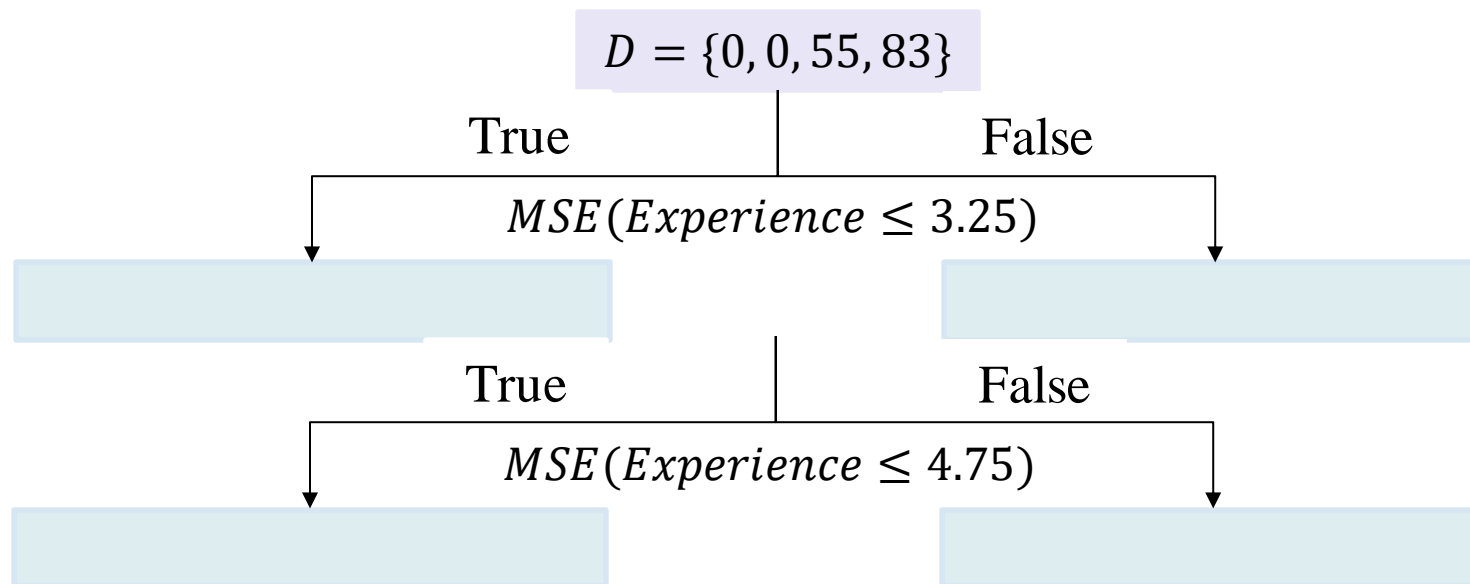 D = {0, 0, 55, 83}
True False
MSE(Experience ≤ 3.25)
True False
MSE(Experience ≤ 4.75)